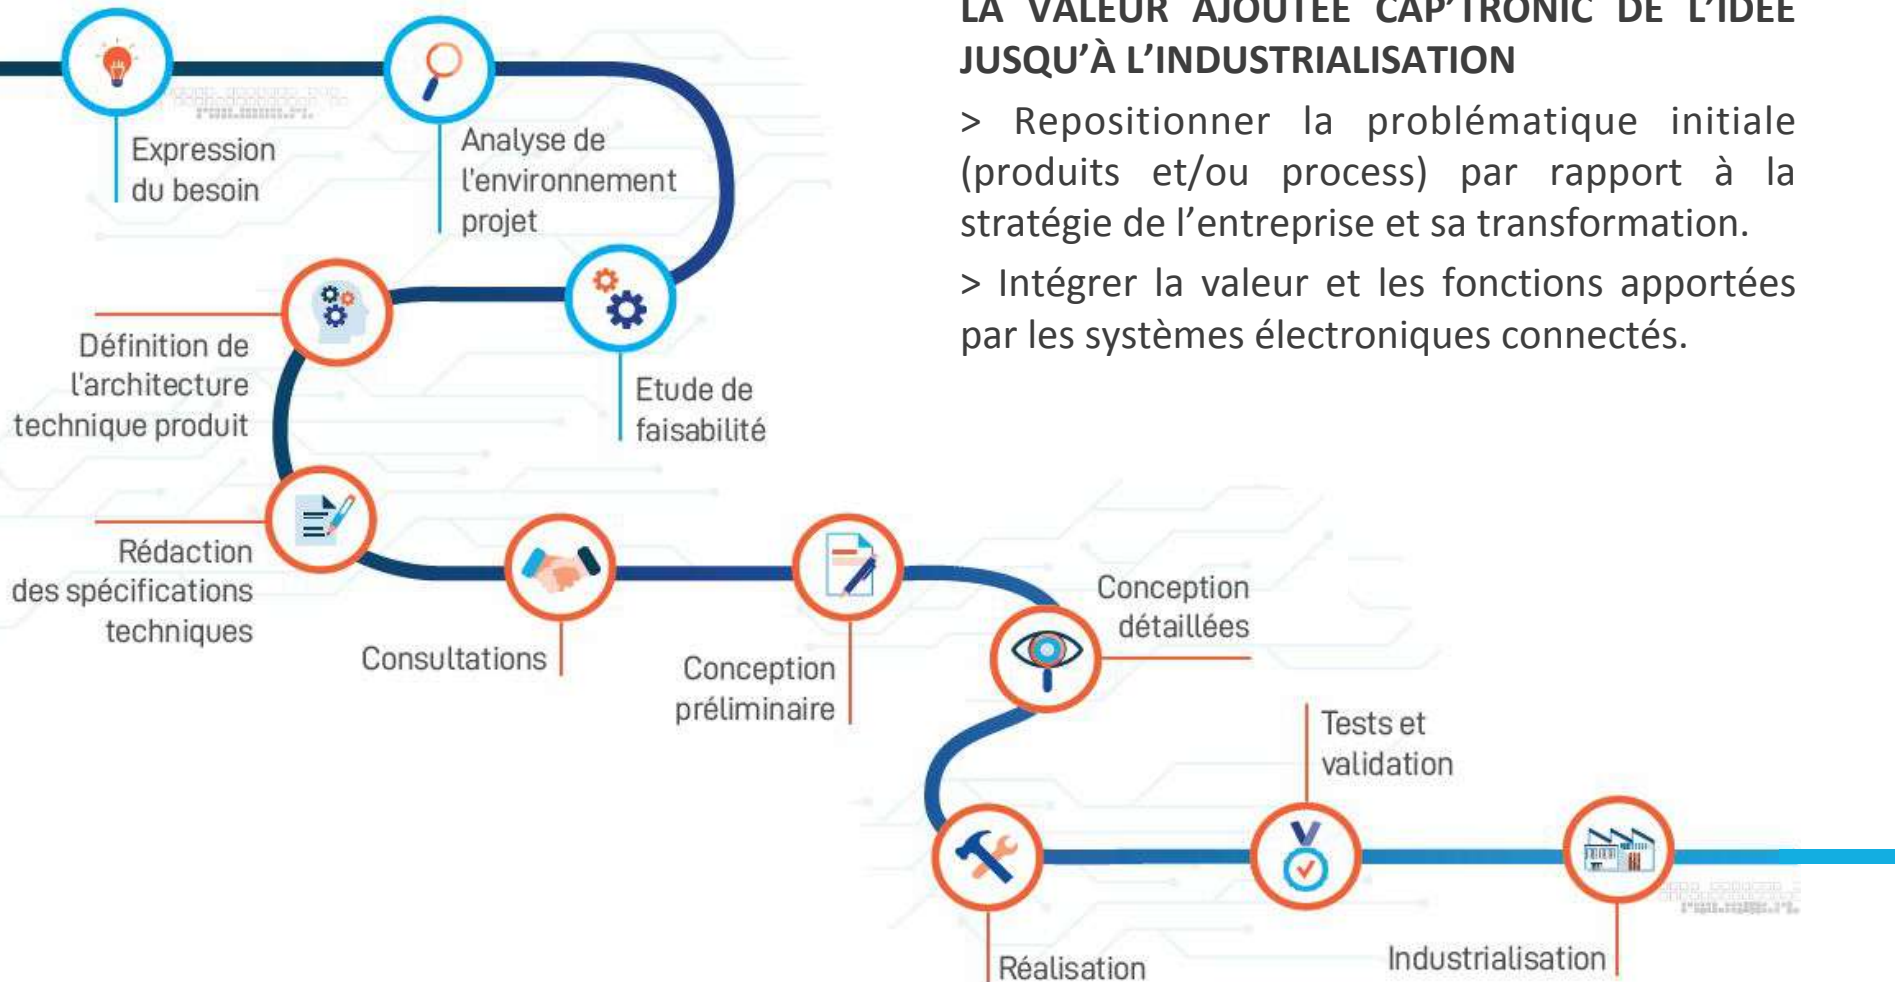 LA VALEUR AJOUTÉE CAP’TRONIC DE L’IDÉE
JUSQU’À L’INDUSTRIALISATION
> Repositionner la problématique initiale
(produits et/ou process) par rapport à la
stratégie de l’entreprise et sa transformation.
> Intégrer la valeur et les fonctions apportées
par les systèmes électroniques connectés.
Expression
du besoin
Analyse de
l'environnement
projet
Etude de
faisabilité
Définition de
l'architecture
technique produit
Rédaction
des spécifications
techniques
Consultations
Conception
préliminaire
Conception
détaillées
Réalisation
Tests et
validation
Industrialisation